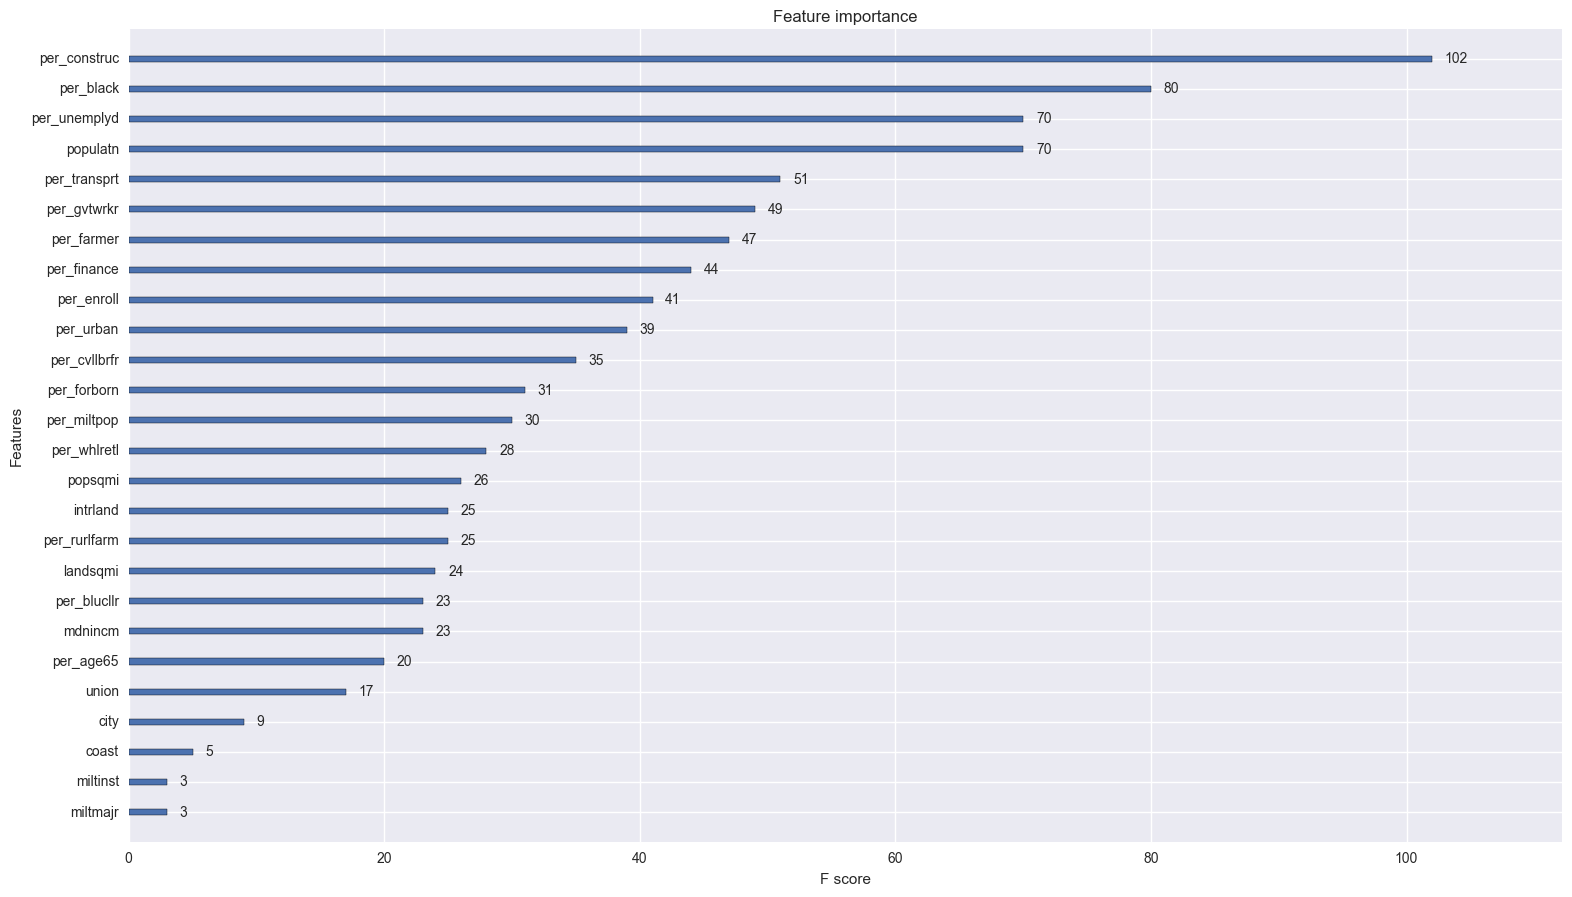 Feature importance
per_construc 102
per_black 80
per_unemplyd 70
populatn 70
per_transprt 51
per_gvtwrkr 49
per_farmer 47
per_finance 44
per_enroll 41
per_urban 39
per_cvllbrfr 35
per_forborn 31
per_miltpop 30
per_whlretl 28
popsqmi 26
intrland 25
per_rurlfarm 25
landsqmi 24
per_blucllr 23
mdnincm 23
per_age65 20
union 17
city 9
coast 5
miltinst 3
miltmajr 3
Features
0 20 40 60 80 100
F score